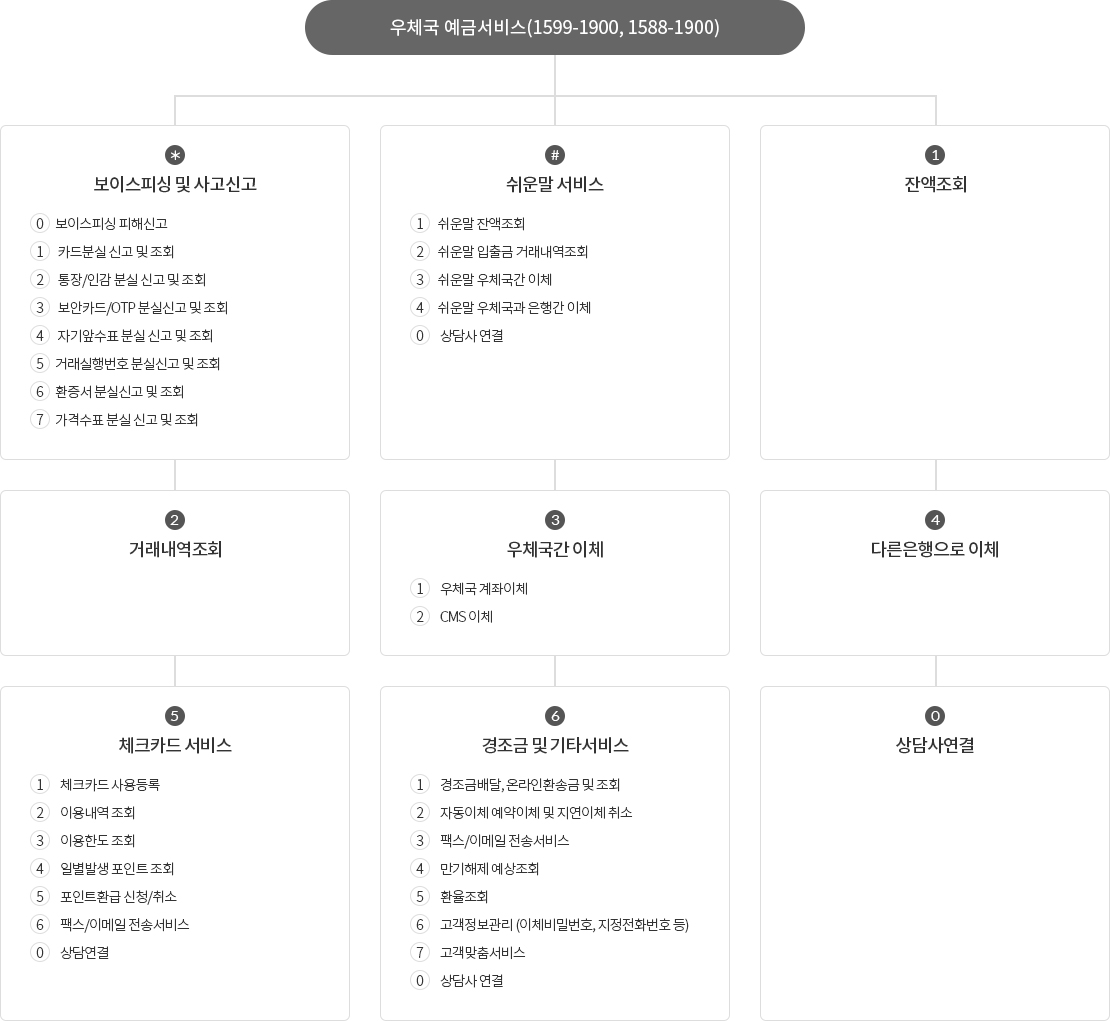 우체국 예금서비스(1599-1900, 1588-1900)
*
보이스피싱 및 사고신고
0 보이스피싱 피해신고
1 카드분실 신고 및 조회
2 통장/인감 분실 신고 및 조회
3 보안카드/OTP 분실신고 및 조회
4 자기앞수표 분실 신고 및 조회
5 거래실행번호 분실신고 및 조회
6 환증서 분실신고 및 조회
7 가격수표 분실 신고 및 조회
#
쉬운말 서비스
1 쉬운말 잔액조회
2 쉬운말 입출금 거래내역조회
3 쉬운말 우체국간 이체
4 쉬운말 우체국과 은행간 이체
0 상담사 연결
1
잔액조회
2
거래내역조회
3
우체국간 이체
1 우체국 계좌이체
2 CMS 이체
4
다른은행으로 이체
5
체크카드 서비스
1 체크카드 사용등록
2 이용내역 조회
3 이용한도 조회
4 일별발생 포인트 조회
5 포인트환급 신청/취소
6 팩스/이메일 전송서비스
0 상담연결
6
경조금 및 기타서비스
1 경조금배달, 온라인환송금 및 조회
2 자동이체 예약이체 및 지연이체 취소
3 팩스/이메일 전송서비스
4 만기해제 예상조회
5 환율조회
6 고객정보관리 (이체비밀번호, 지정전화번호 등)
7 고객맞춤서비스
0 상담사 연결
0
상담사연결